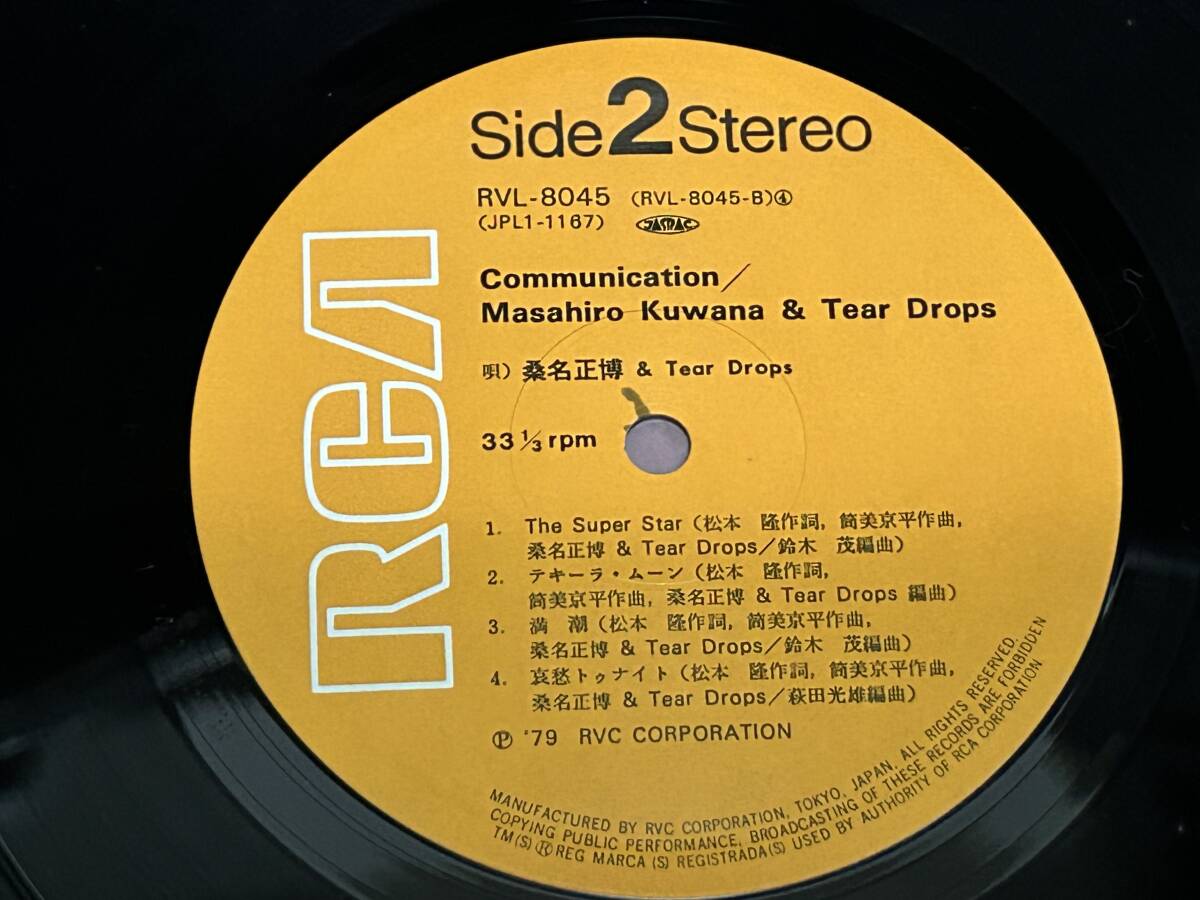 Side 2 Stereo
RVL-8045 (RVL-8045-B)④
(JPL1-1167) JASRAC
RCA
Communication/
Masahiro Kuwana & Tear Drops
唄) 桑名正博 & Tear Drops
33 1/3 rpm
1. The Super Star (松本 隆作詞, 筒美京平作曲,
桑名正博 & Tear Drops/鈴木 茂編曲)
2. テキーラ・ムーン (松本 隆作詞,
筒美京平作曲, 桑名正博 & Tear Drops 編曲)
3. 満 潮 (松本 隆作詞, 筒美京平作曲,
桑名正博 & Tear Drops/鈴木 茂編曲)
4. 哀愁トゥナイト (松本 隆作詞, 筒美京平作曲,
桑名正博 & Tear Drops/萩田光雄編曲)
Ⓟ '79 RVC CORPORATION
MANUFACTURED BY RVC CORPORATION, TOKYO, JAPAN, ALL RIGHTS RESERVED.
COPYING PUBLIC PERFORMANCE, BROADCASTING OF THESE RECORDS ARE FORBIDDEN
TM(S) ® REG MARCA (S) REGISTRADA(S) USED BY AUTHORITY OF RCA CORPORATION